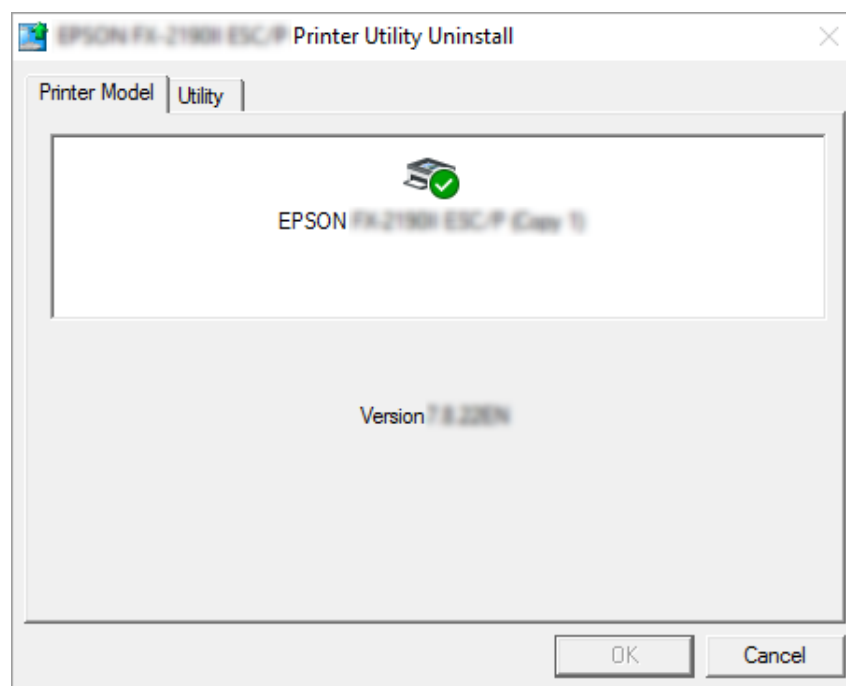 Printer Utility Uninstall
Printer Model
Utility
EPSON
Version
OK
Cancel